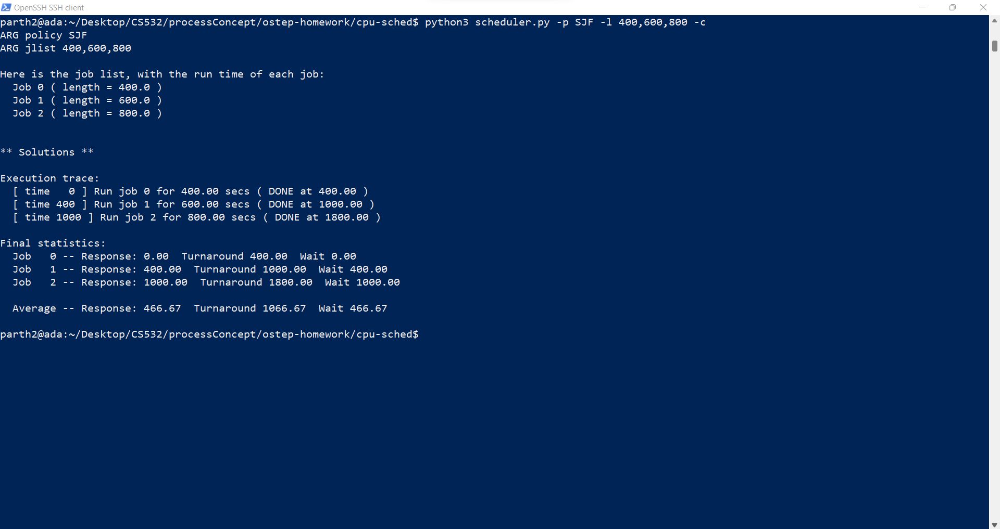 OpenSSH SSH client
parth2@ada:~/Desktop/CS532/processConcept/ostep-homework/cpu-sched$ python3 scheduler.py -p SJF -l 400,600,800 -c
ARG policy SJF
ARG jlist 400,600,800
Here is the job list, with the run time of each job:
  Job 0 ( length = 400.0 )
  Job 1 ( length = 600.0 )
  Job 2 ( length = 800.0 )
** Solutions **
Execution trace:
  [ time   0 ] Run job 0 for 400.00 secs ( DONE at 400.00 )
  [ time 400 ] Run job 1 for 600.00 secs ( DONE at 1000.00 )
  [ time 1000 ] Run job 2 for 800.00 secs ( DONE at 1800.00 )
Final statistics:
  Job   0 -- Response: 0.00  Turnaround 400.00  Wait 0.00
  Job   1 -- Response: 400.00  Turnaround 1000.00  Wait 400.00
  Job   2 -- Response: 1000.00  Turnaround 1800.00  Wait 1000.00
  Average -- Response: 466.67  Turnaround 1066.67  Wait 466.67
parth2@ada:~/Desktop/CS532/processConcept/ostep-homework/cpu-sched$